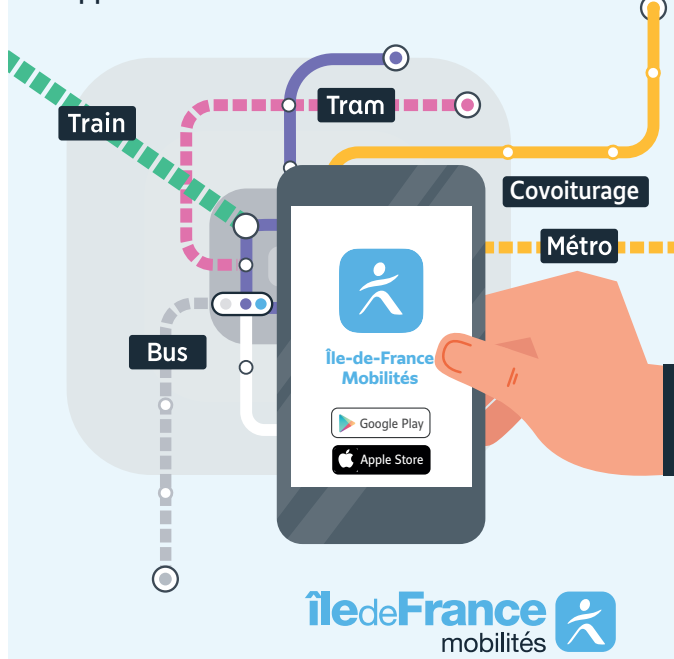 Tram
Train
Covoiturage
Métro
Bus
Île-de-France
Mobilités
Google Play
Apple Store
îledeFrance
mobilités